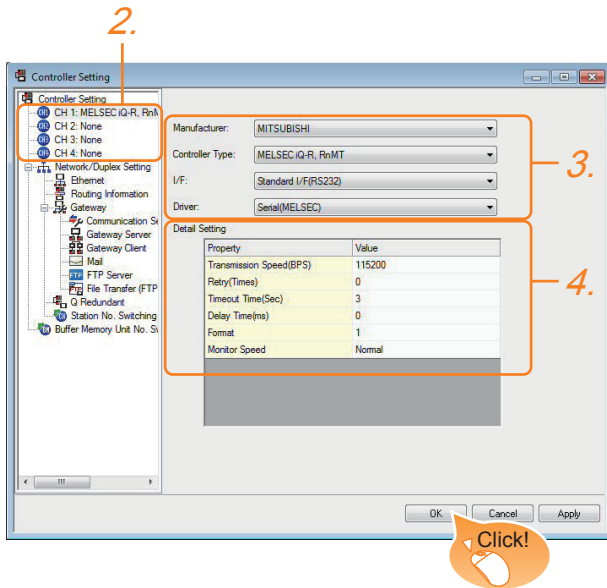 2.
Controller Setting
Controller Setting
CH 1: MELSEC iQ-R, RnM
CH 2: None
CH 3: None
CH 4: None
Network/Duplex Setting
Ethernet
Routing Information
Gateway
Communication Se
Gateway Server
Gateway Client
Mail
FTP FTP Server
File Transfer (FTP
Q Redundant
Station No. Switching
Buffer Memory Unit No. Sw
Manufacturer: MITSUBISHI
Controller Type: MELSEC iQ-R, RnMT
I/F: Standard I/F(RS232)
Driver: Serial(MELSEC)
3.
Detail Setting
Property Value
Transmission Speed(BPS) 115200
Retry(Times) 0
Timeout Time(Sec) 3
Delay Time(ms) 0
Format 1
Monitor Speed Normal
4.
OK Cancel Apply
Click!